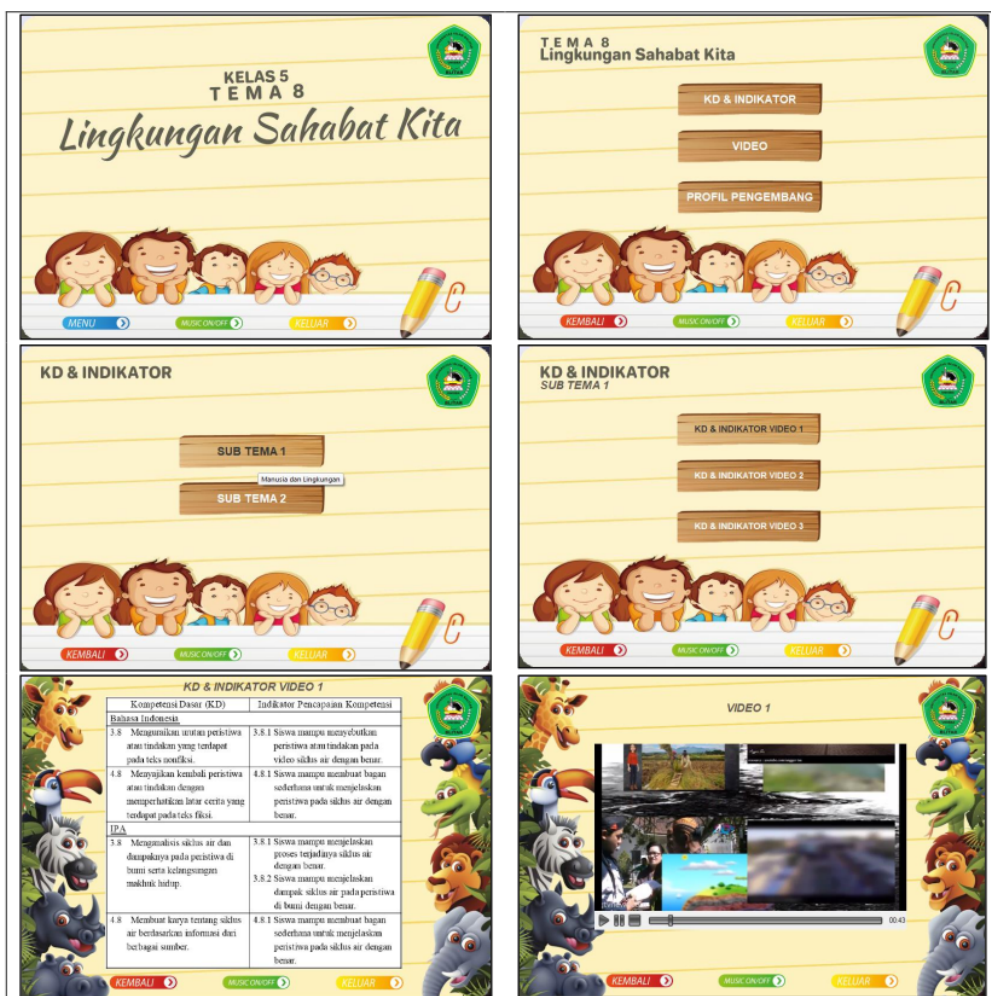 KELAS 5
TEMA 8
Lingkungan Sahabat Kita
BLITAR
MENU
MUSIC ON/OFF
KELUAR
TEMA 8
Lingkungan Sahabat Kita
BLITAR
KD & INDIKATOR
VIDEO
PROFIL PENGEMBANG
KEMBALI
MUSIC ON/OFF
KELUAR
KD & INDIKATOR
BLITAR
SUB TEMA 1
Manusia dan Lingkungan
SUB TEMA 2
KEMBALI
MUSIC ON/OFF
KELUAR
KD & INDIKATOR
SUB TEMA 1
BLITAR
KD & INDIKATOR VIDEO 1
KD & INDIKATOR VIDEO 2
KD & INDIKATOR VIDEO 3
KEMBALI
MUSIC ON/OFF
KELUAR
KD & INDIKATOR VIDEO 1
Kompetensi Dasar (KD)
Indikator Pencapaian Kompetensi
Bahasa Indonesia
3.8 Menguraikan urutan peristiwa
atau tindakan yang terdapat
pada teks nonfiksi.
3.8.1 Siswa mampu menyebutkan
peristiwa atau tindakan pada
video siklus air dengan benar.
4.8 Menyajikan kembali peristiwa
atau tindakan dengan
memperhatikan latar cerita yang
terdapat pada teks fiksi.
4.8.1 Siswa mampu membuat bagan
sederhana untuk menjelaskan
peristiwa pada siklus air dengan
benar.
IPA
3.8 Menganalisis siklus air dan
dampaknya pada peristiwa di
bumi serta kelangsungan
makhluk hidup.
3.8.1 Siswa mampu menjelaskan
proses terjadinya siklus air
dengan benar.
3.8.2 Siswa mampu menjelaskan
dampak siklus air pada peristiwa
di bumi dengan benar.
4.8 Membuat karya tentang siklus
air berdasarkan informasi dari
berbagai sumber.
4.8.1 Siswa mampu membuat bagan
sederhana untuk menjelaskan
peristiwa pada siklus air dengan
benar.
KEMBALI
MUSIC ON/OFF
KELUAR
VIDEO 1
BLITAR
00:43
KEMBALI
MUSIC ON/OFF
KELUAR